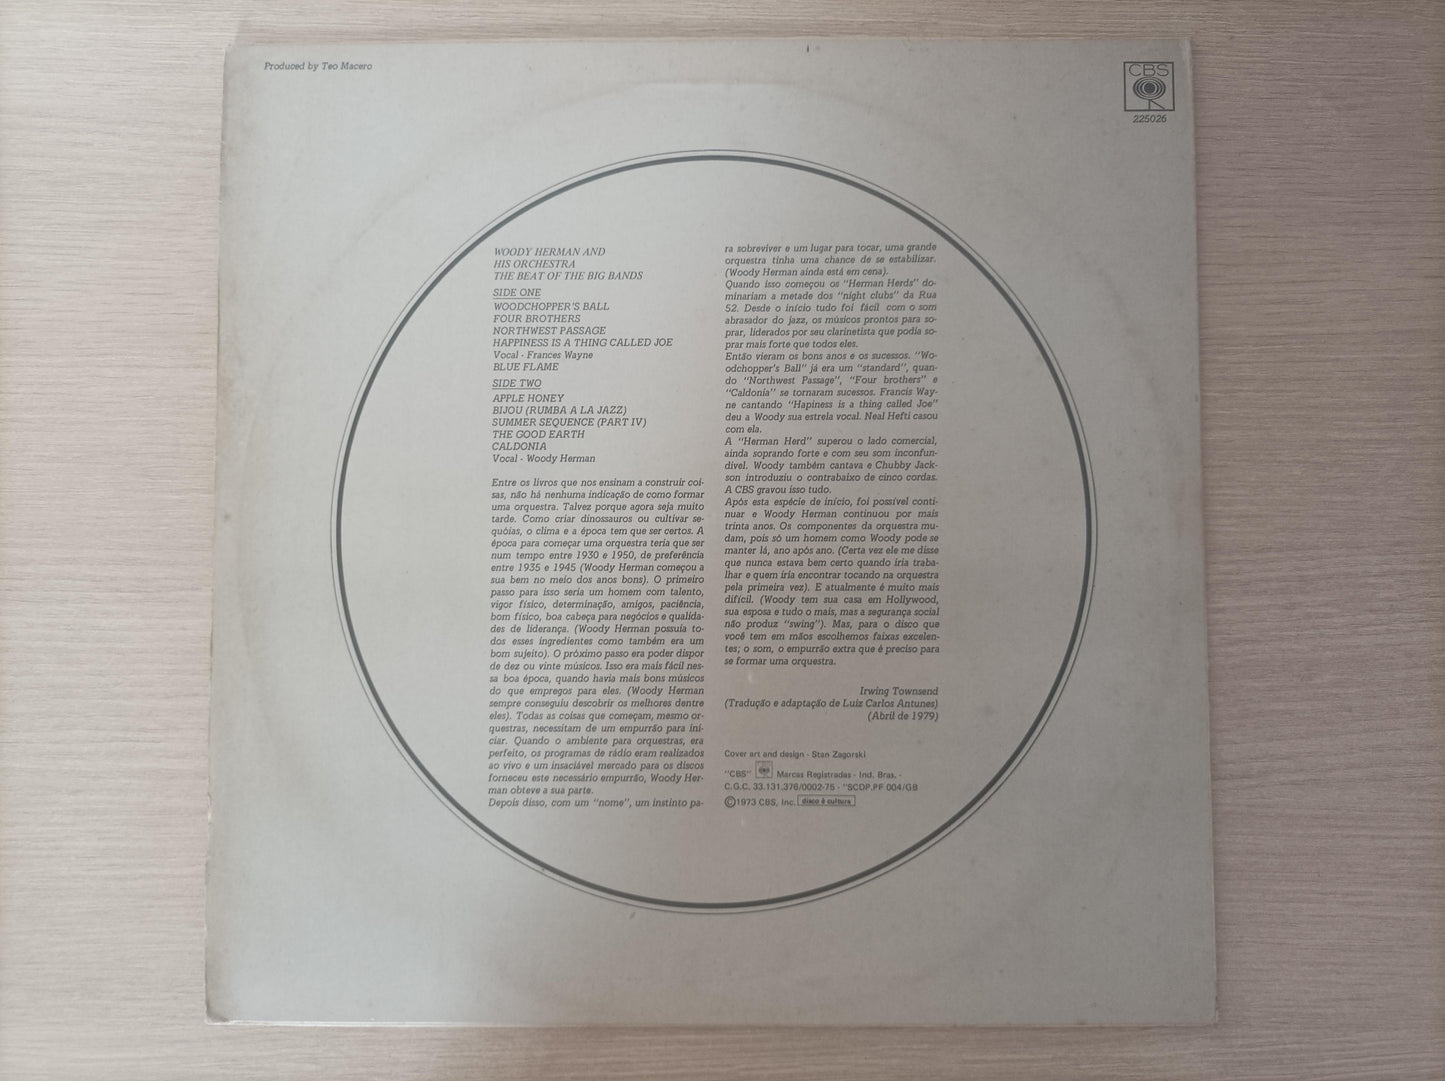 Produced by Teo Macero
CBS
225026
WOODY HERMAN AND
HIS ORCHESTRA
THE BEAT OF THE BIG BANDS
SIDE ONE
WOODCHOPPER'S BALL
FOUR BROTHERS
NORTHWEST PASSAGE
HAPPINESS IS A THING CALLED JOE
Vocal - Frances Wayne
BLUE FLAME
SIDE TWO
APPLE HONEY
BIJOU (RUMBA A LA JAZZ)
SUMMER SEQUENCE (PART IV)
THE GOOD EARTH
CALDONIA
Vocal - Woody Herman
Entre os livros que nos ensinam a construir coi-
sas, não há nenhuma indicação de como formar
uma orquestra. Talvez porque agora seja muito
tarde. Como criar dinossauros ou cultivar se-
quóias, o clima e a época tem que ser certos. A
época para começar uma orquestra teria que ser
num tempo entre 1930 e 1950, de preferência
entre 1935 e 1945 (Woody Herman começou a
sua bem no meio dos anos bons). O primeiro
passo para isso seria um homem com talento,
vigor físico, determinação, amigos, paciência,
bom físico, boa cabeça para negócios e qualida-
des de liderança. (Woody Herman possuía to-
dos esses ingredientes como também era um
bom sujeito). O próximo passo era poder dispor
de dez ou vinte músicos. Isso era mais fácil nes-
sa boa época, quando havia mais bons músicos
do que empregos para eles. (Woody Herman
sempre conseguiu descobrir os melhores dentre
eles). Todas as coisas que começam, mesmo or-
questras, necessitam de um empurrão para ini-
ciar. Quando o ambiente para orquestras, era
perfeito, os programas de rádio eram realizados
ao vivo e um insaciável mercado para os discos
forneceu este necessário empurrão, Woody Her-
man obteve a sua parte.
Depois disso, com um "nome", um instinto pa-
ra sobreviver e um lugar para tocar, uma grande
orquestra tinha uma chance de se estabilizar.
(Woody Herman ainda está em cena).
Quando isso começou os "Herman Herds" do-
minariam a metade dos "night clubs" da Rua
52. Desde o início tudo foi fácil com o som
abrasador do jazz, os músicos prontos para so-
prar, liderados por seu clarinetista que podia so-
prar mais forte que todos eles.
Então vieram os bons anos e os sucessos. "Wo-
odchopper's Ball" já era um "standard", quan-
do "Northwest Passage", "Four brothers" e
"Caldonia" se tornaram sucessos. Francis Way-
ne cantando "Hapiness is a thing called Joe"
deu a Woody sua estrela vocal. Neal Hefti casou
com ela.
A "Herman Herd" superou o lado comercial,
ainda soprando forte e com seu som inconfun-
dível. Woody também cantava e Chubby Jack-
son introduziu o contrabaixo de cinco cordas.
A CBS gravou isso tudo.
Após esta espécie de início, foi possível conti-
nuar e Woody Herman continuou por mais
trinta anos. Os componentes da orquestra mu-
dam, pois só um homem como Woody pode se
manter lá, ano após ano. (Certa vez ele me disse
que nunca estava bem certo quando iria traba-
lhar e quem iria encontrar tocando na orquestra
pela primeira vez). E atualmente é muito mais
difícil. (Woody tem sua casa em Hollywood,
sua esposa e tudo o mais, mas a segurança social
não produz "swing"). Mas, para o disco que
você tem em mãos escolhemos faixas excelen-
tes; o som, o empurrão extra que é preciso para
se formar uma orquestra.
Irwing Townsend
(Tradução e adaptação de Luiz Carlos Antunes)
(Abril de 1979)
Cover art and design - Stan Zagorski
"CBS" Marcas Registradas - Ind. Bras. -
C.G.C. 33.131.376/0002-75 - "SCDP.PF 004/GB
©1973 CBS, Inc. disco é cultura